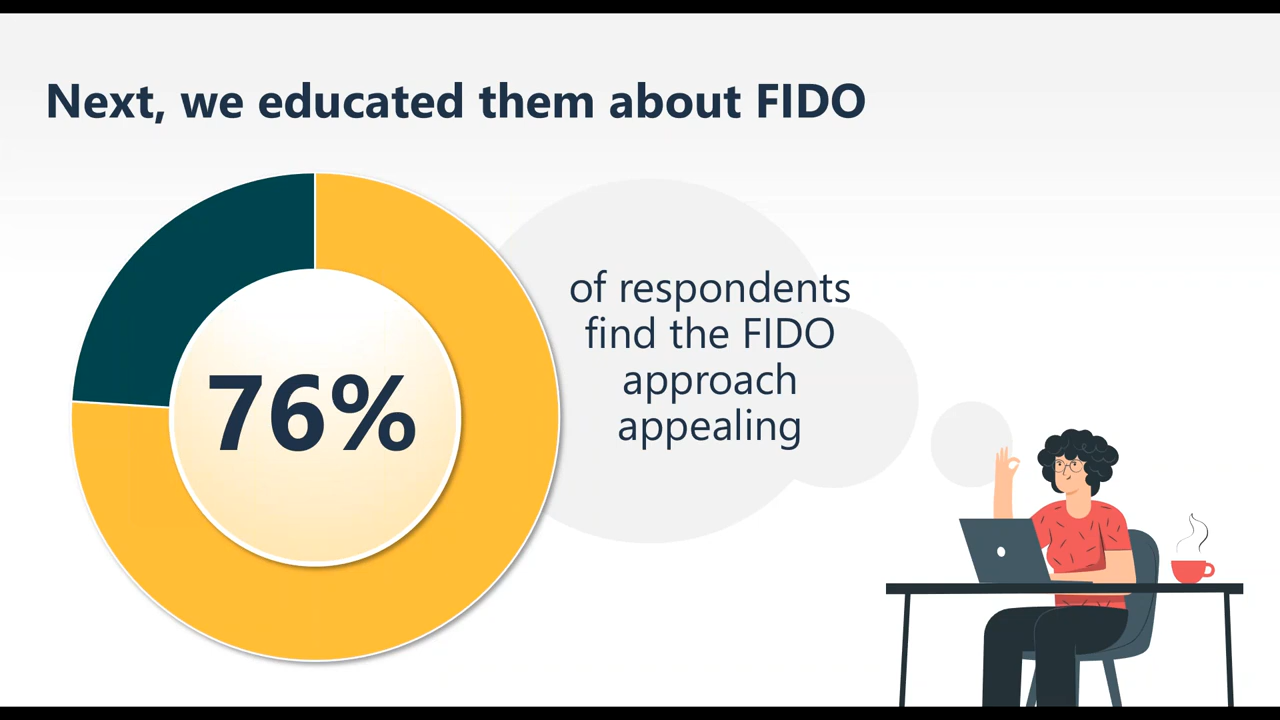 Next, we educated them about FIDO
76%
of respondents
find the FIDO
approach
appealing